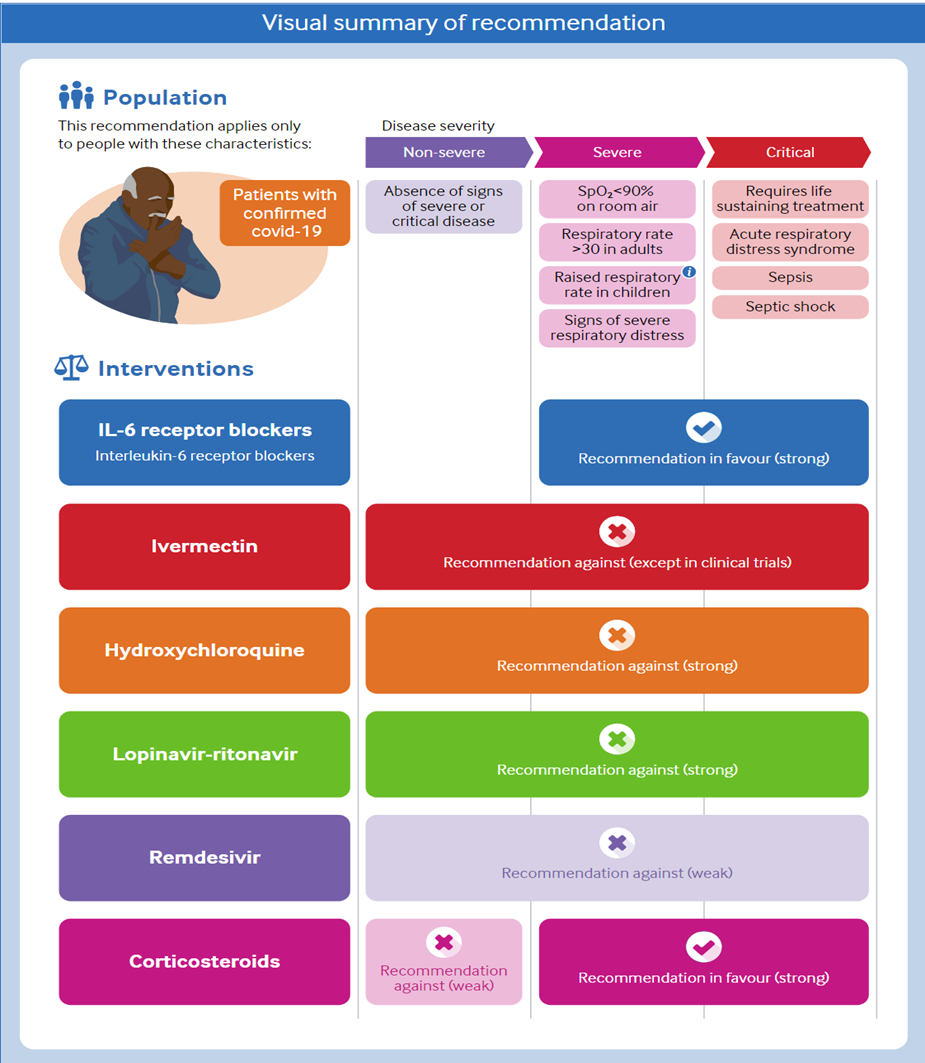 Visual summary of recommendation
Population
This recommendation applies only
to people with these characteristics:
Patients with
confirmed
covid-19
Disease severity
Non-severe
Severe
Critical
Absence of signs
of severe or
critical disease
SpO₂<90%
on room air
Respiratory rate
>30 in adults
Raised respiratory
rate in children
i
Signs of severe
respiratory distress
Requires life
sustaining treatment
Acute respiratory
distress syndrome
Sepsis
Septic shock
Interventions
IL-6 receptor blockers
Interleukin-6 receptor blockers
Recommendation in favour (strong)
Ivermectin
Recommendation against (except in clinical trials)
Hydroxychloroquine
Recommendation against (strong)
Lopinavir-ritonavir
Recommendation against (strong)
Remdesivir
Recommendation against (weak)
Corticosteroids
Recommendation
against (weak)
Recommendation in favour (strong)